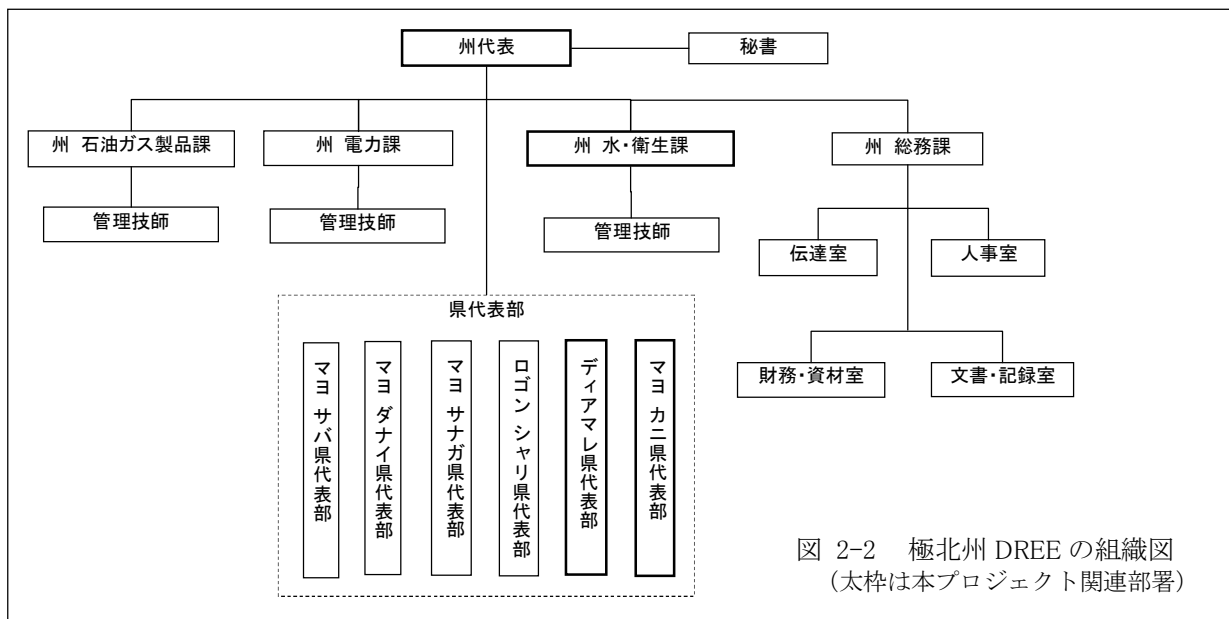 州代表
秘書
州 石油ガス製品課
州 電力課
州 水・衛生課
州 総務課
管理技師
管理技師
管理技師
伝達室
人事室
財務・資材室
文書・記録室
県代表部
マヨ サバ県代表部
マヨ ダナイ県代表部
マヨ サナガ県代表部
ロゴン シャリ県代表部
ディアマレ県代表部
マヨ カニ県代表部
図 2-2 極北州 DREE の組織図
(太枠は本プロジェクト関連部署)